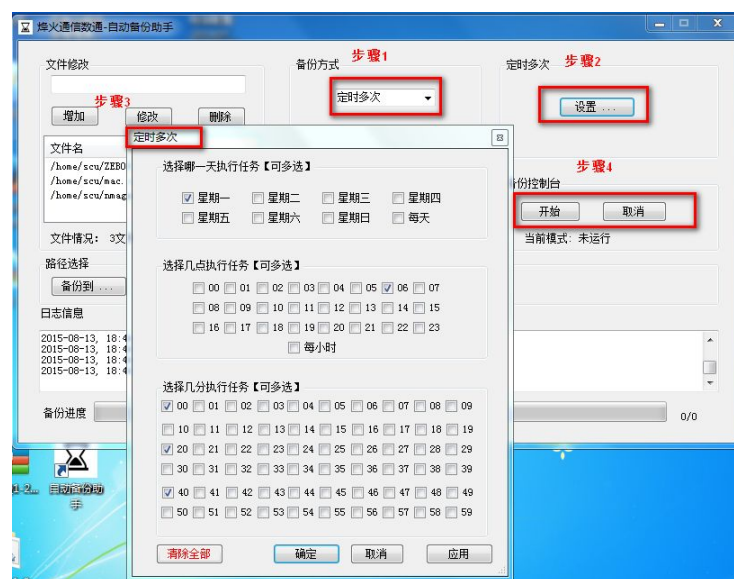 烽火通信数通-自动备份助手
文件修改
备份方式
步骤1
定时多次
步骤2
定时多次
设置 ...
步骤3
增加
修改
删除
文件名
/home/scu/ZEBO
/home/scu/mac.
/home/scu/nmag
步骤4
份控制台
开始
取消
文件情况: 3文
当前模式: 未运行
路径选择
备份到 ...
日志信息
2015-08-13, 18:4
2015-08-13, 18:4
2015-08-13, 18:4
2015-08-13, 18:4
备份进度
0/0
定时多次
选择哪一天执行任务【可多选】
星期一 星期二 星期三 星期四
星期五 星期六 星期日 每天
选择几点执行任务【可多选】
00 01 02 03 04 05 06 07
08 09 10 11 12 13 14 15
16 17 18 19 20 21 22 23
每小时
选择几分执行任务【可多选】
00 01 02 03 04 05 06 07 08 09
10 11 12 13 14 15 16 17 18 19
20 21 22 23 24 25 26 27 28 29
30 31 32 33 34 35 36 37 38 39
40 41 42 43 44 45 46 47 48 49
50 51 52 53 54 55 56 57 58 59
清除全部
确定
取消
应用
自动备份助
手